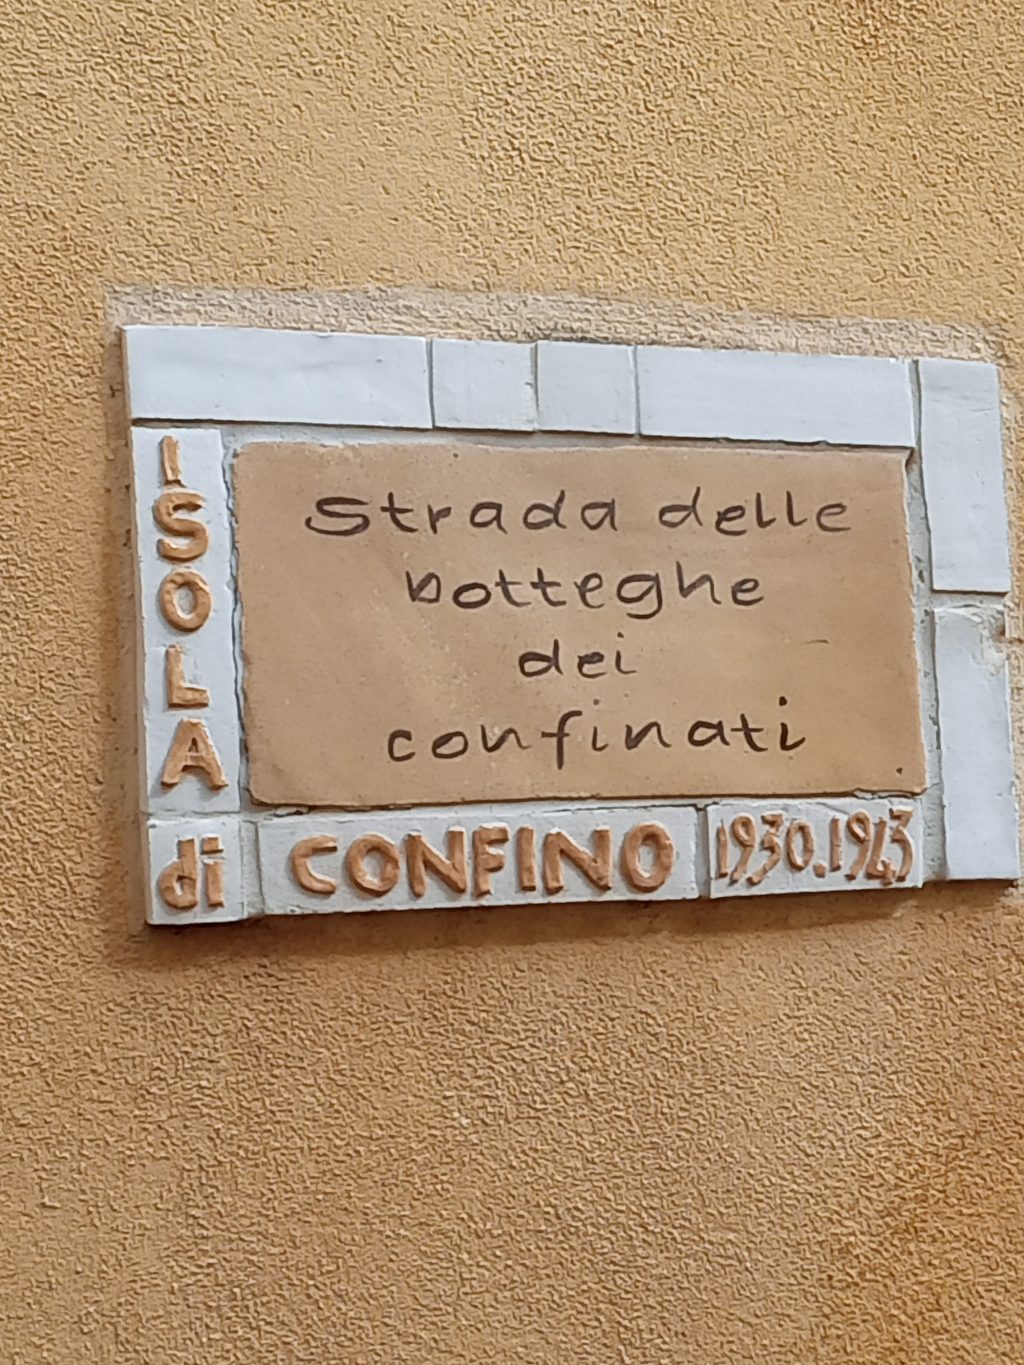 Strada delle
botteghe
dei
confinati
ISOLA
di CONFINO 1930.1943